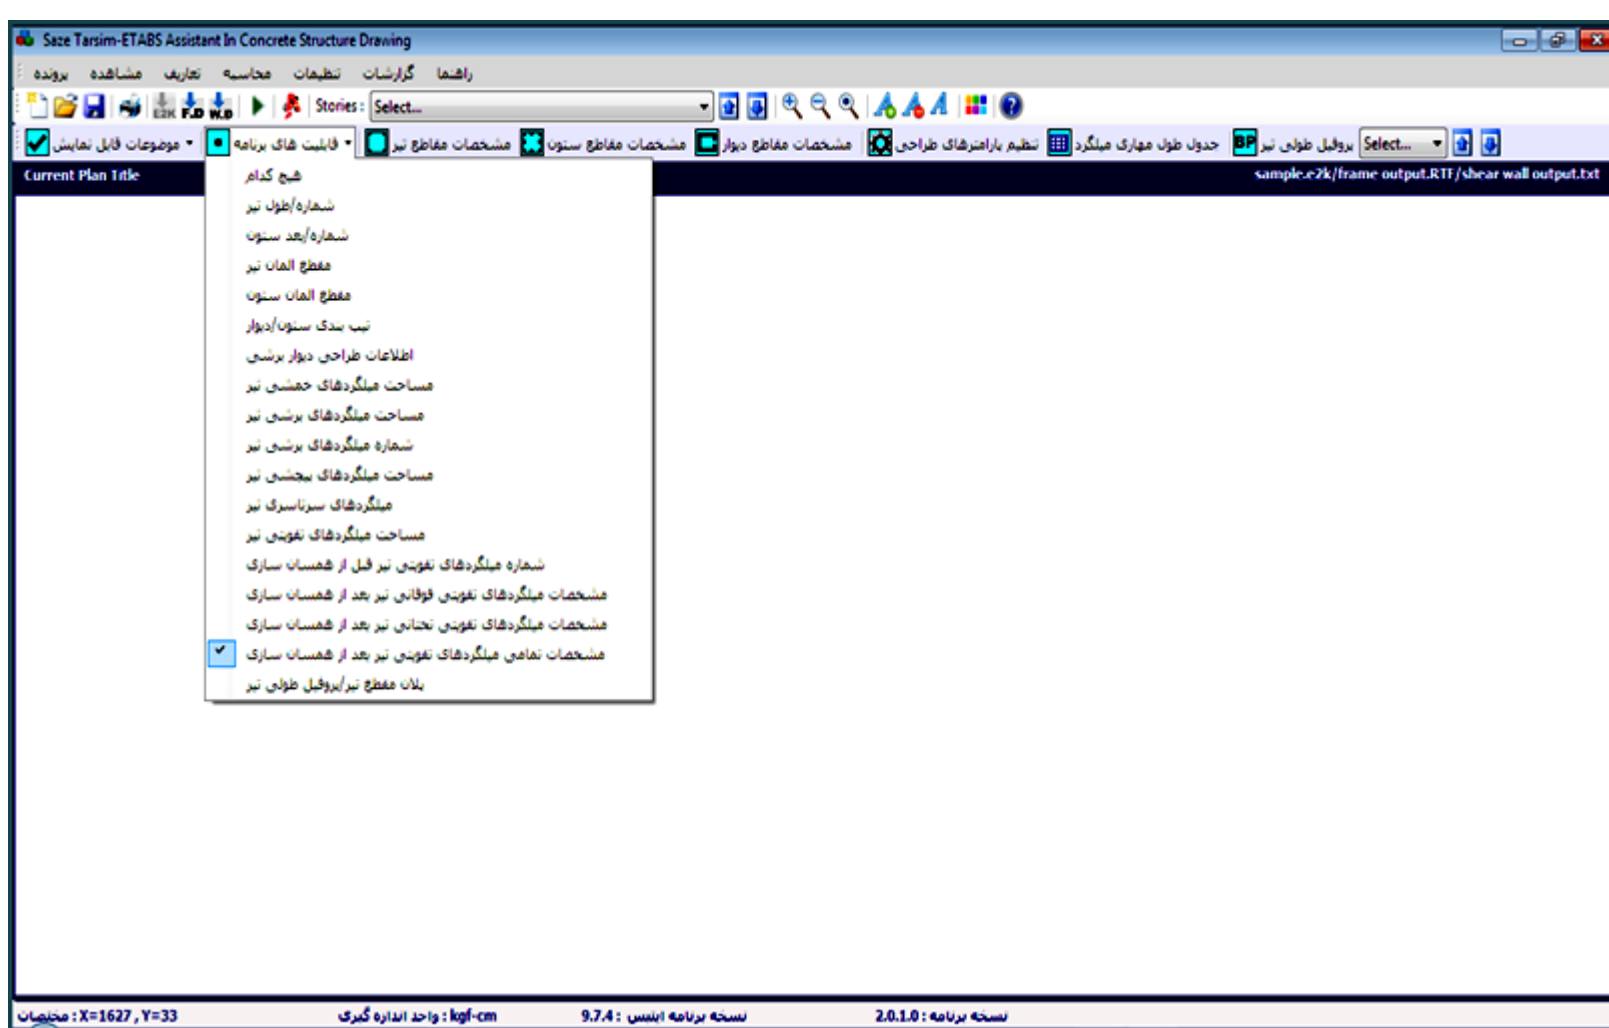 Saze Tarsim-ETABS Assistant In Concrete Structure Drawing
پرونده مشاهده تعاریف محاسبه تنظیمات گزارشات راهنما
E2K F.D W.D Stories : Select...
موضوعات قابل نمایش قابلیت های برنامه مشخصات مقاطع تیر مشخصات مقاطع ستون مشخصات مقاطع دیوار تنظیم پارامترهای طراحی جدول طول مهاری میلگرد BP پروفیل طولی تیر Select...
Current Plan Title sample.e2k/frame output.RTF/shear wall output.txt
هیچ کدام
شماره/طول تیر
شماره/بعد ستون
مقطع المان تیر
مقطع المان ستون
تیپ بندی ستون/دیوار
اطلاعات طراحی دیوار برشی
مساحت میلگردهای خمشی تیر
مساحت میلگردهای برشی تیر
شماره میلگردهای برشی تیر
مساحت میلگردهای پیچشی تیر
میلگردهای سرتاسری تیر
مساحت میلگردهای تقویتی تیر
شماره میلگردهای تقویتی تیر قبل از همسان سازی
مشخصات میلگردهای تقویتی فوقانی تیر بعد از همسان سازی
مشخصات میلگردهای تقویتی تحتانی تیر بعد از همسان سازی
مشخصات تمامی میلگردهای تقویتی تیر بعد از همسان سازی
پلان مقطع تیر/پروفیل طولی تیر
مختصات : X=1627 , Y=33 واحد اندازه گیری : kgf-cm نسخه برنامه ایتبس : 9.7.4 نسخه برنامه : 2.0.1.0